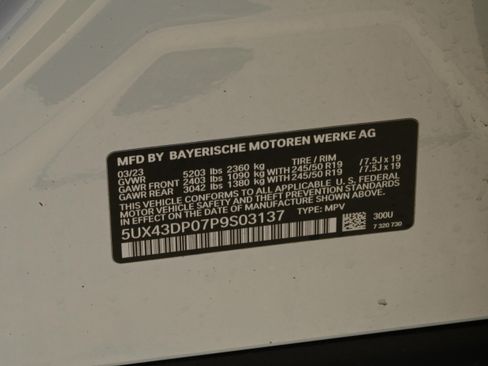 MFD BY BAYERISCHE MOTOREN WERKE AG
03/23 TIRE / RIM
GVWR 5203 lbs 2360 kg
GAWR FRONT 2403 lbs 1090 kg WITH 245/50 R19 /7.5J x 19
GAWR REAR 3042 lbs 1380 kg WITH 245/50 R19 /7.5J x 19
THIS VEHICLE CONFORMS TO ALL APPLICABLE U.S. FEDERAL
MOTOR VEHICLE SAFETY, BUMPER, AND THEFT PREVENTION STANDARDS
IN EFFECT ON THE DATE OF MANUFACTURE SHOWN ABOVE.
5UX43DP07P9S03137 TYPE: MPV
300U
7 320 730